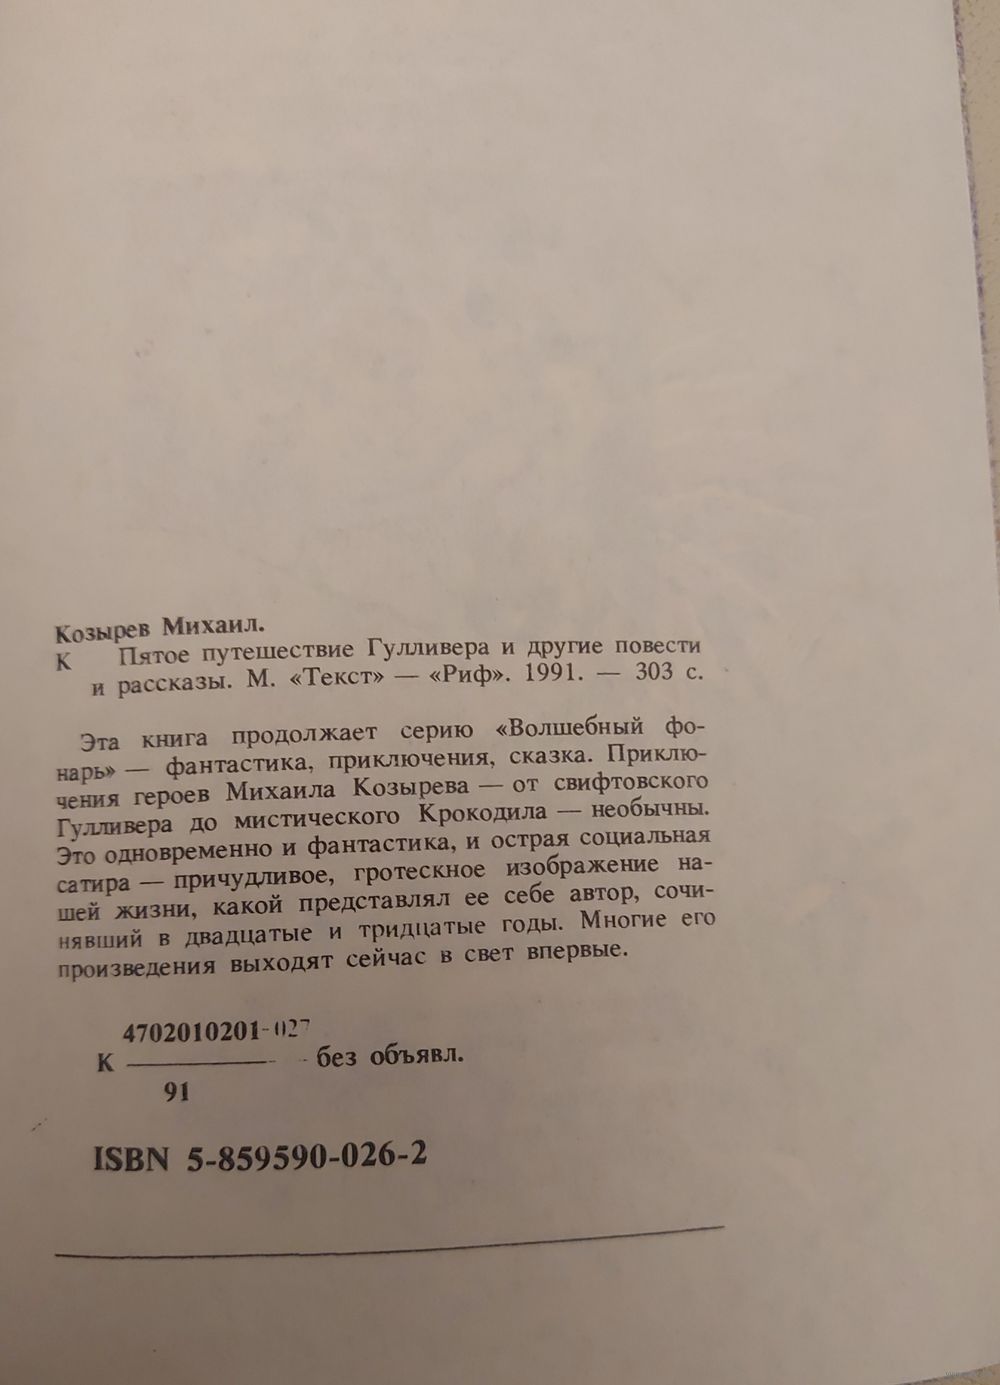 Козырев Михаил.
К Пятое путешествие Гулливера и другие повести
и рассказы. М. «Текст» — «Риф». 1991. — 303 с.
Эта книга продолжает серию «Волшебный фо-
нарь» — фантастика, приключения, сказка. Приклю-
чения героев Михаила Козырева — от свифтовского
Гулливера до мистического Крокодила — необычны.
Это одновременно и фантастика, и острая социальная
сатира — причудливое, гротескное изображение на-
шей жизни, какой представлял ее себе автор, сочи-
нявший в двадцатые и тридцатые годы. Многие его
произведения выходят сейчас в свет впервые.
4702010201-027
К ———— - без объявл.
91
ISBN 5-859590-026-2